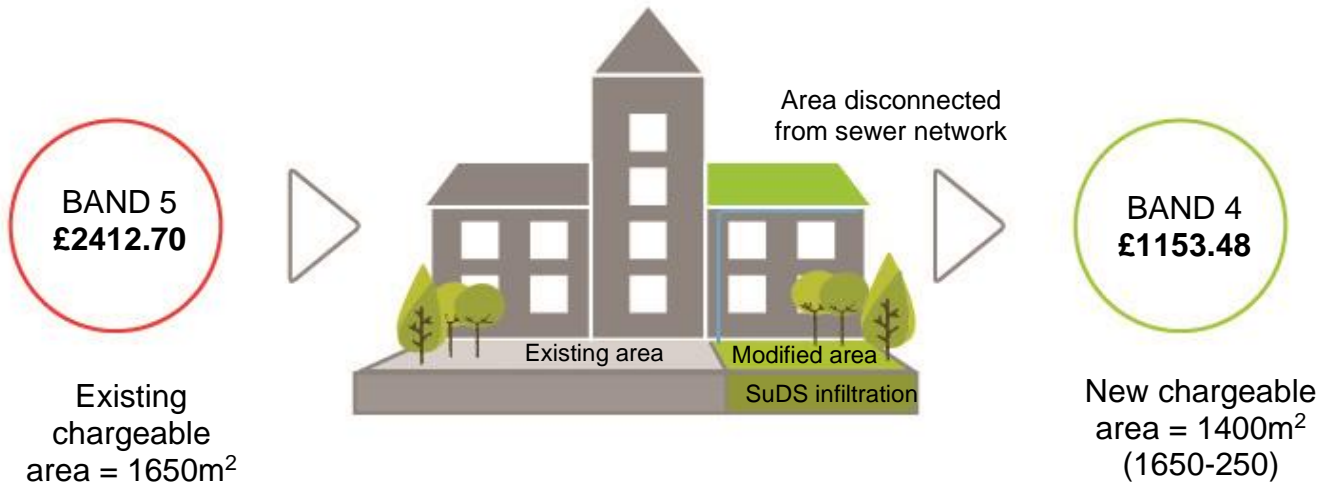 BAND 5
£2412.70
Existing
chargeable
area = 1650m²
Area disconnected
from sewer network
Existing area
Modified area
SuDS infiltration
BAND 4
£1153.48
New chargeable
area = 1400m²
(1650-250)